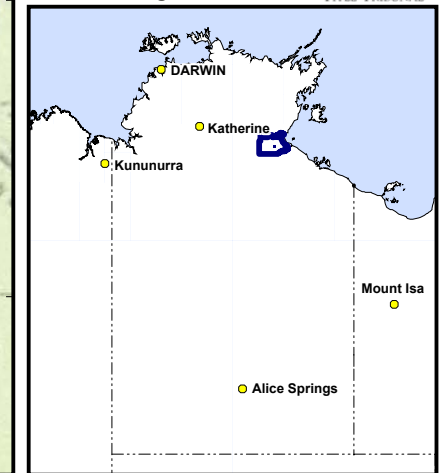 DARWIN
Katherine
Kununurra
Mount Isa
Alice Springs